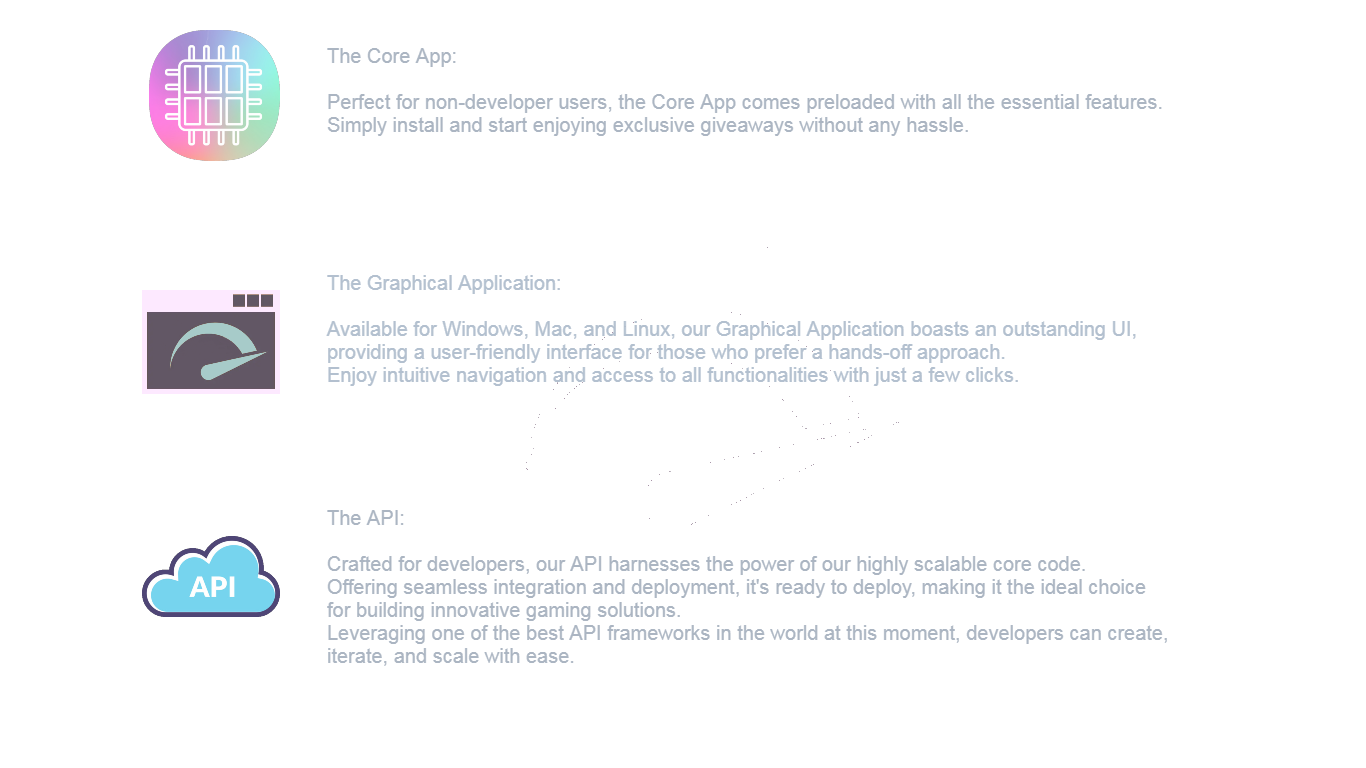 The Core App:
Perfect for non-developer users, the Core App comes preloaded with all the essential features.
Simply install and start enjoying exclusive giveaways without any hassle.
The Graphical Application:
Available for Windows, Mac, and Linux, our Graphical Application boasts an outstanding UI,
providing a user-friendly interface for those who prefer a hands-off approach.
Enjoy intuitive navigation and access to all functionalities with just a few clicks.
The API:
API
Crafted for developers, our API harnesses the power of our highly scalable core code.
Offering seamless integration and deployment, it's ready to deploy, making it the ideal choice
for building innovative gaming solutions.
Leveraging one of the best API frameworks in the world at this moment, developers can create,
iterate, and scale with ease.